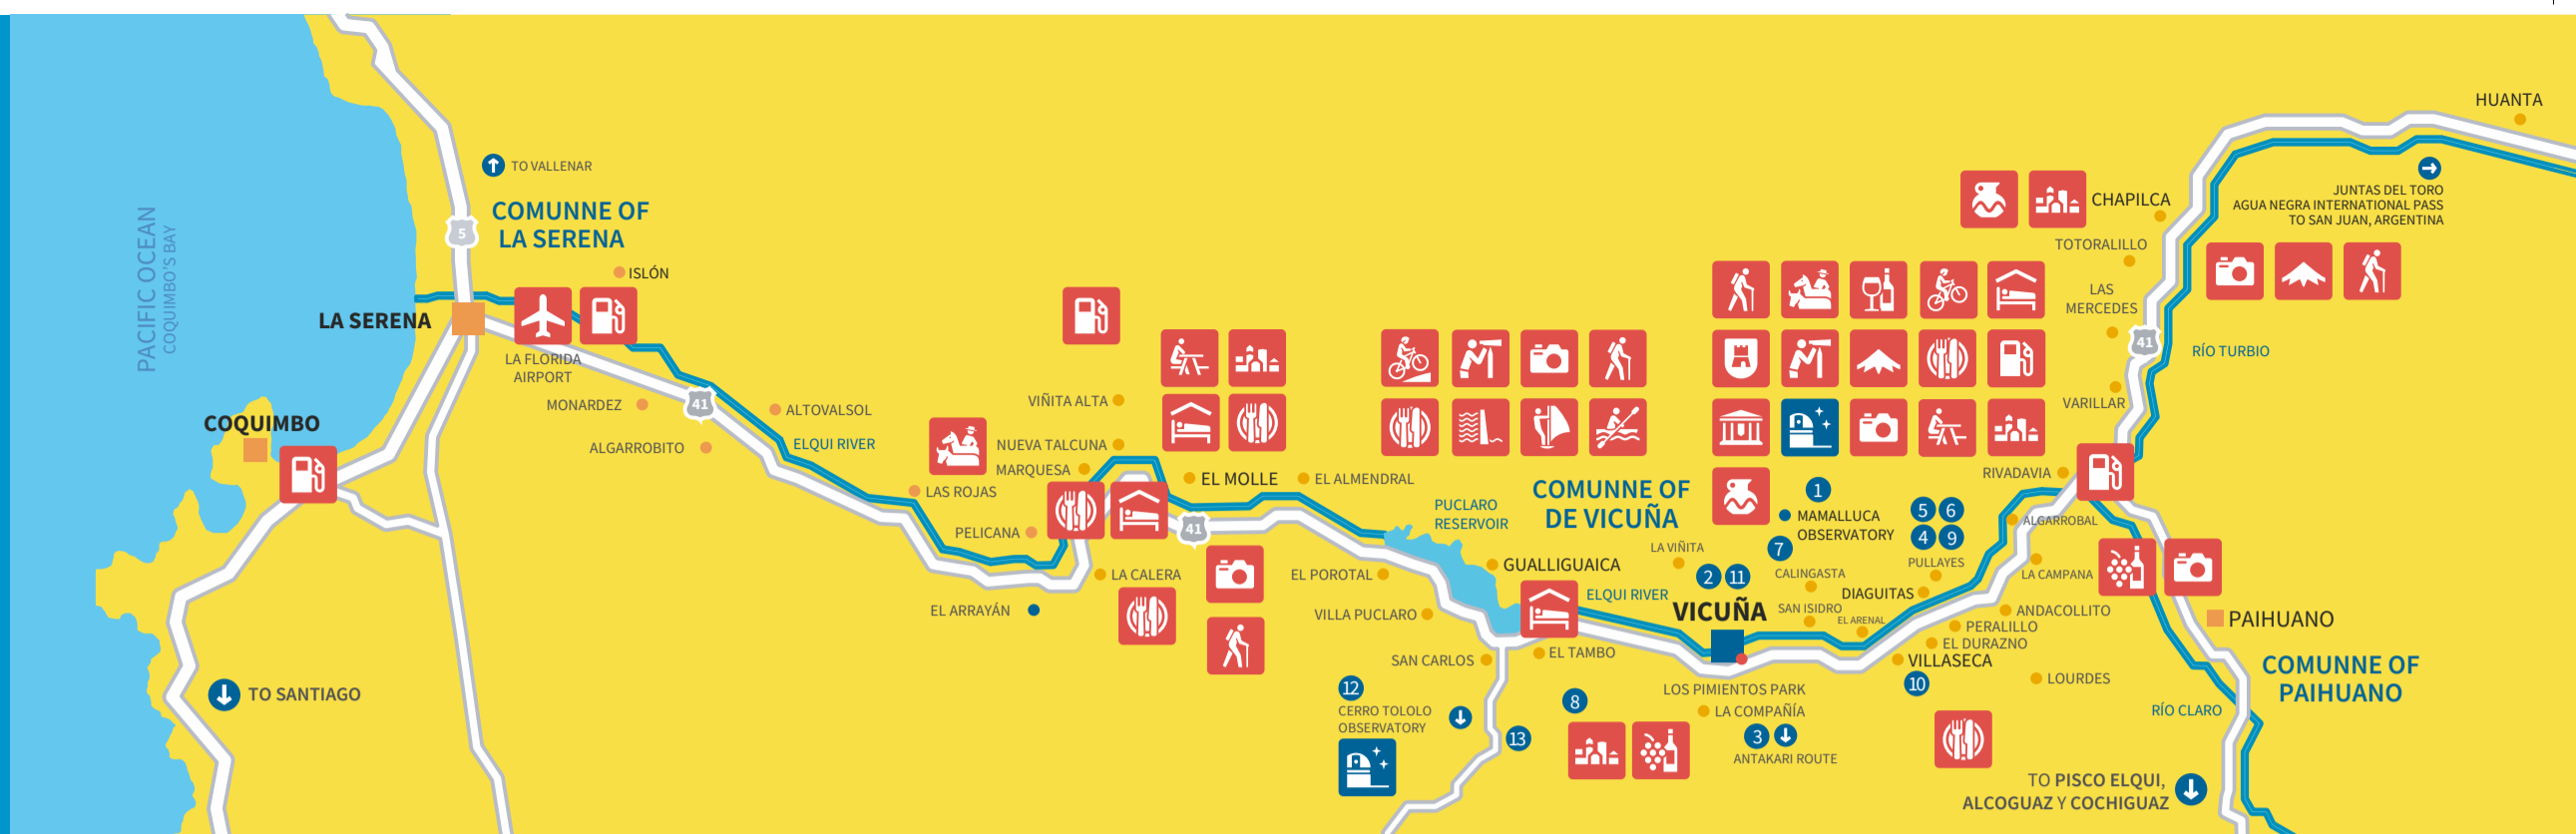 HUANTA
TO VALLENAR
JUNTAS DEL TORO
AGUA NEGRA INTERNATIONAL PASS
TO SAN JUAN, ARGENTINA
CHAPILCA
COMUNNE OF
LA SERENA
PACIFIC OCEAN
COQUIMBO'S BAY
5
TOTORALILLO
ISLÓN
LAS
MERCEDES
LA SERENA
41
RÍO TURBIO
LA FLORIDA
AIRPORT
MONARDEZ
41
ALTOVALSOL
VIÑITA ALTA
VARILLAR
COQUIMBO
ALGARROBITO
ELQUI RIVER
NUEVA TALCUNA
MARQUESA
EL MOLLE
EL ALMENDRAL
RIVADAVIA
LAS ROJAS
COMUNNE OF
DE VICUÑA
1
MAMALLUCA
OBSERVATORY
5
6
4
9
PULLAYES
ALGARROBAL
PUCLARO
RESERVOIR
PELICANA
41
7
LA VIÑITA
GUALLIGUAICA
LA CALERA
EL POROTAL
2
11
CALINGASTA
LA CAMPANA
DIAGUITAS
ELQUI RIVER
EL ARRAYÁN
VILLA PUCLARO
VICUÑA
SAN ISIDRO
EL ARENAL
ANDACOLLITO
PERALILLO
EL DURAZNO
PAIHUANO
SAN CARLOS
EL TAMBO
VILLASECA
10
LOURDES
COMUNNE OF
PAIHUANO
TO SANTIAGO
12
CERRO TOLOLO
OBSERVATORY
13
8
LOS PIMIENTOS PARK
LA COMPAÑÍA
3
ANTAKARI ROUTE
RÍO CLARO
TO PISCO ELQUI,
ALCOGUAZ Y COCHIGUAZ